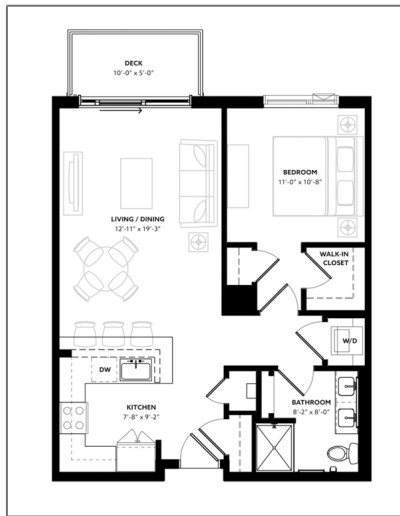 DECK
10'-0" x 5'-0"
BEDROOM
11'-0" x 10'-8"
LIVING / DINING
12'-11" x 19'-3"
WALK-IN
CLOSET
W/D
DW
KITCHEN
7'-8" x 9'-2"
BATHROOM
8'-2" x 8'-0"